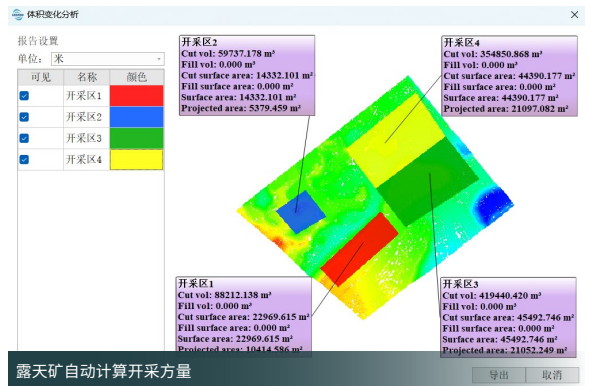 体积变化分析
报告设置
单位: 米
可见 名称 颜色
开采区1
开采区2
开采区3
开采区4
开采区2
Cut vol: 59737.178 m³
Fill vol: 0.000 m³
Cut surface area: 14332.101 m²
Fill surface area: 0.000 m²
Surface area: 14332.101 m²
Projected area: 5379.459 m²
开采区4
Cut vol: 354850.868 m³
Fill vol: 0.000 m³
Cut surface area: 44390.177 m²
Fill surface area: 0.000 m²
Surface area: 44390.177 m²
Projected area: 21097.082 m²
开采区1
Cut vol: 88212.138 m³
Fill vol: 0.000 m³
Cut surface area: 22969.615 m²
Fill surface area: 0.000 m²
Surface area: 22969.615 m²
Projected area: 10414.586 m²
开采区3
Cut vol: 419440.420 m³
Fill vol: 0.000 m³
Cut surface area: 45492.746 m²
Fill surface area: 0.000 m²
Surface area: 45492.746 m²
Projected area: 21052.249 m²
露天矿自动计算开采方量
导出 取消